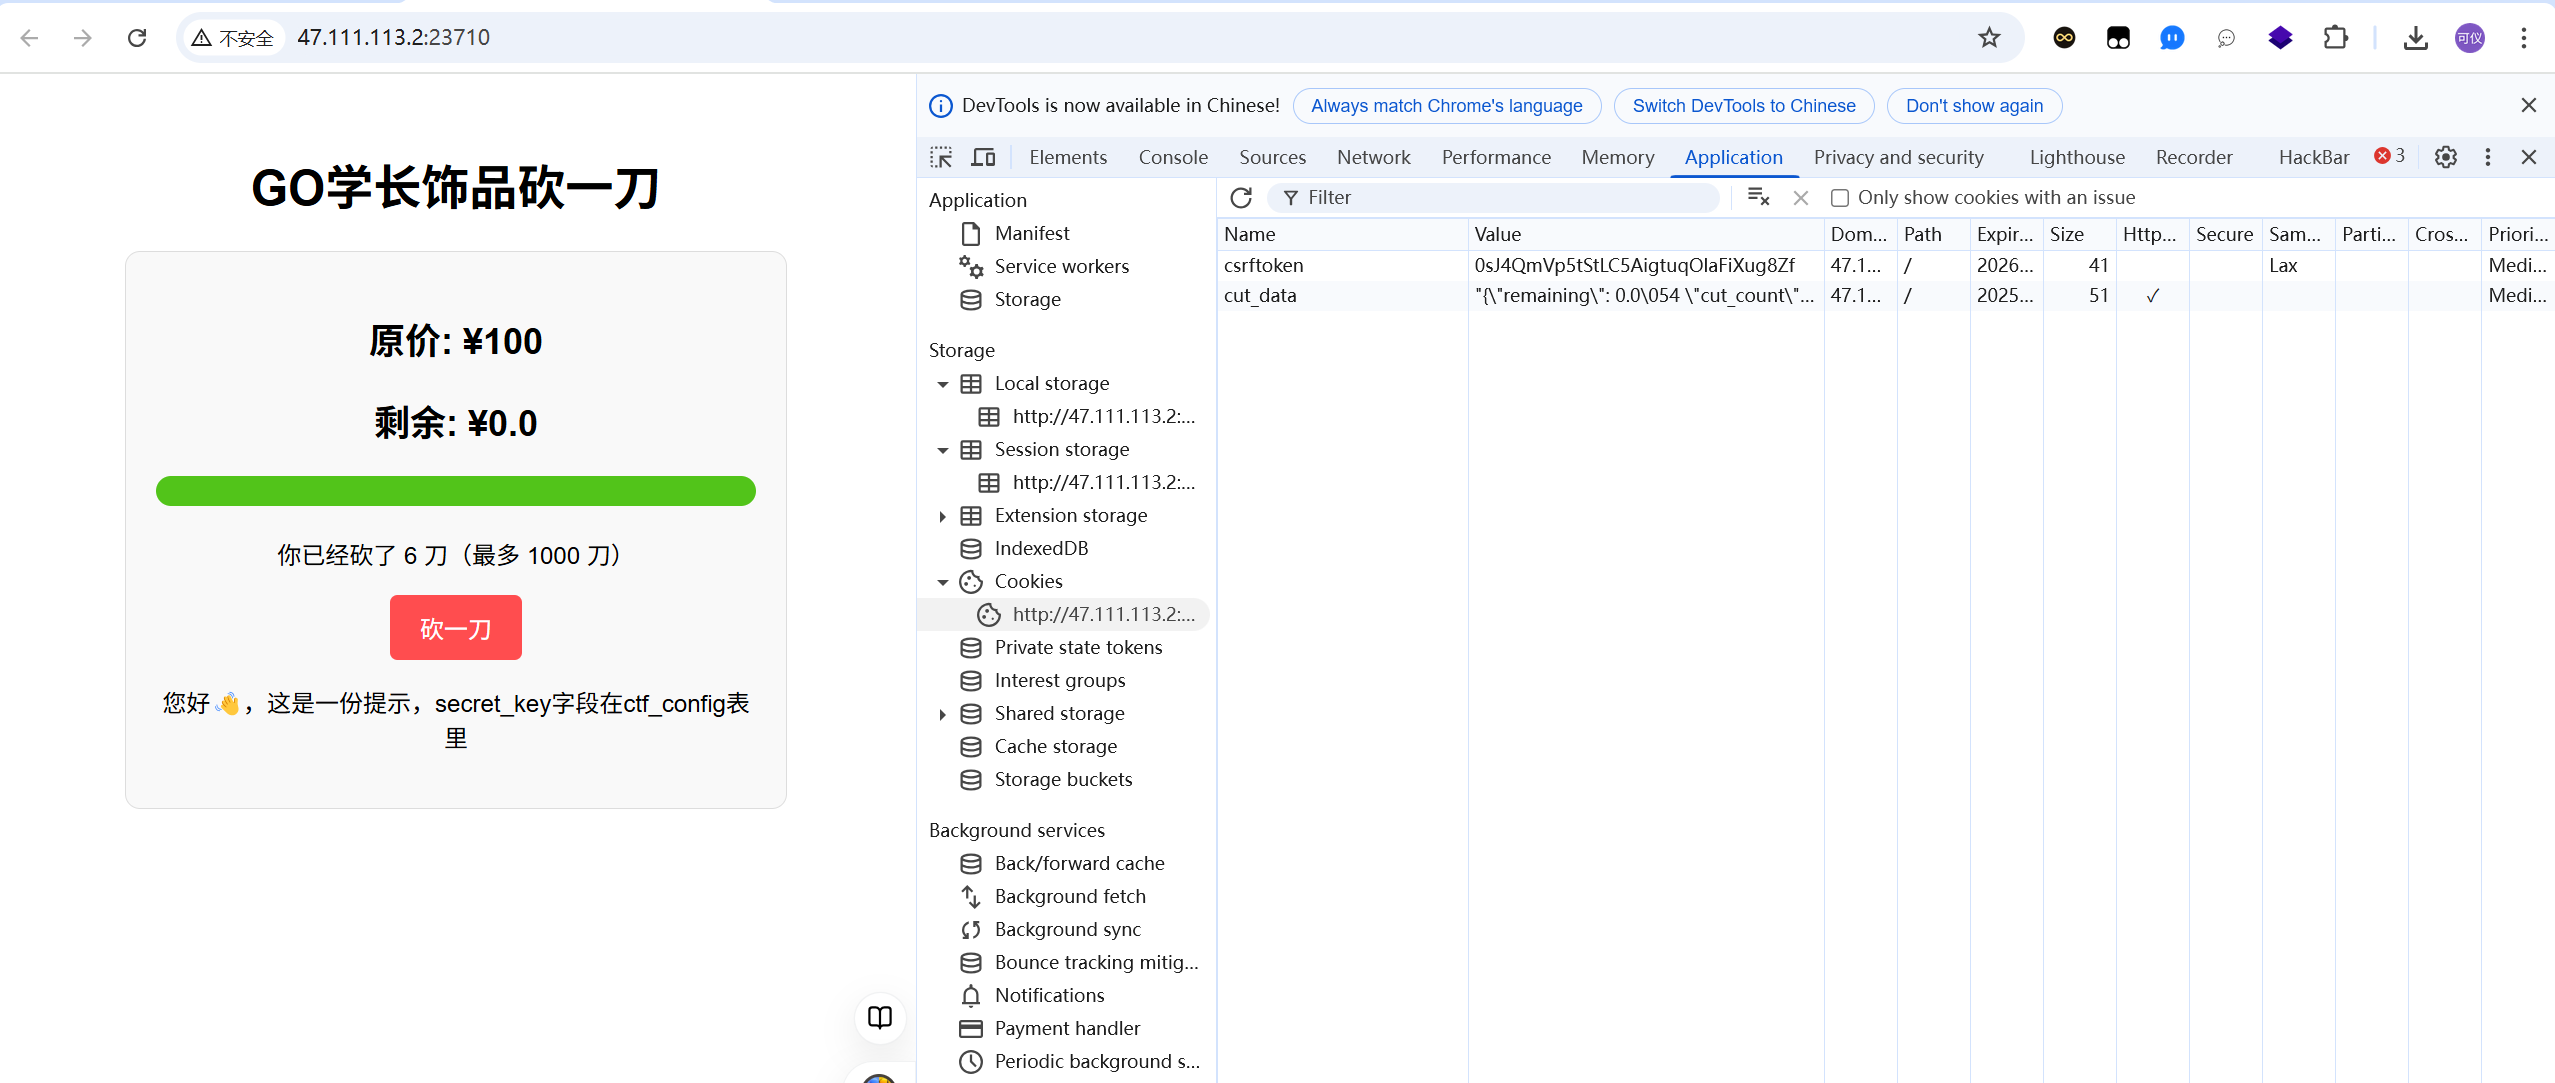 不安全
47.111.113.2:23710
可仪
GO学长饰品砍一刀
原价: ¥100
剩余: ¥0.0
你已经砍了 6 刀（最多 1000 刀）
砍一刀
您好👋，这是一份提示，secret_key字段在ctf_config表
里
DevTools is now available in Chinese!
Always match Chrome's language
Switch DevTools to Chinese
Don't show again
Elements Console Sources Network Performance Memory Application Privacy and security Lighthouse Recorder HackBar 3
Application
Manifest
Service workers
Storage
Storage
Local storage
http://47.111.113.2:...
Session storage
http://47.111.113.2:...
Extension storage
IndexedDB
Cookies
http://47.111.113.2:...
Private state tokens
Interest groups
Shared storage
Cache storage
Storage buckets
Background services
Back/forward cache
Background fetch
Background sync
Bounce tracking mitig...
Notifications
Payment handler
Periodic background s...
Filter
Only show cookies with an issue
Name Value Dom... Path Expir... Size Http... Secure Sam... Parti... Cros... Priori...
csrftoken 0sJ4QmVp5tStLC5AigtuqOlaFiXug8Zf 47.1... / 2026... 41 Lax Medi...
cut_data "{\"remaining\": 0.0\054 \"cut_count\"... 47.1... / 2025... 51 ✓ Medi...